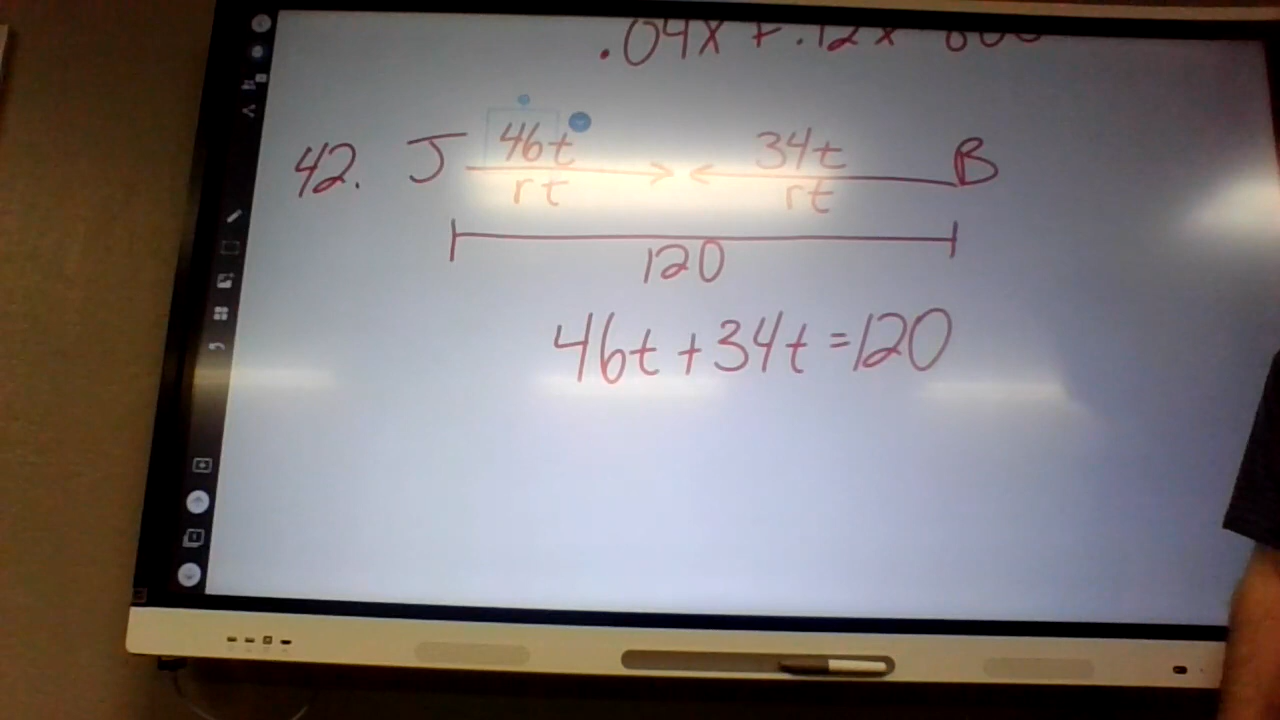 .04x + .12x
42. J 46t 34t B
rt rt
120
46t + 34t = 120